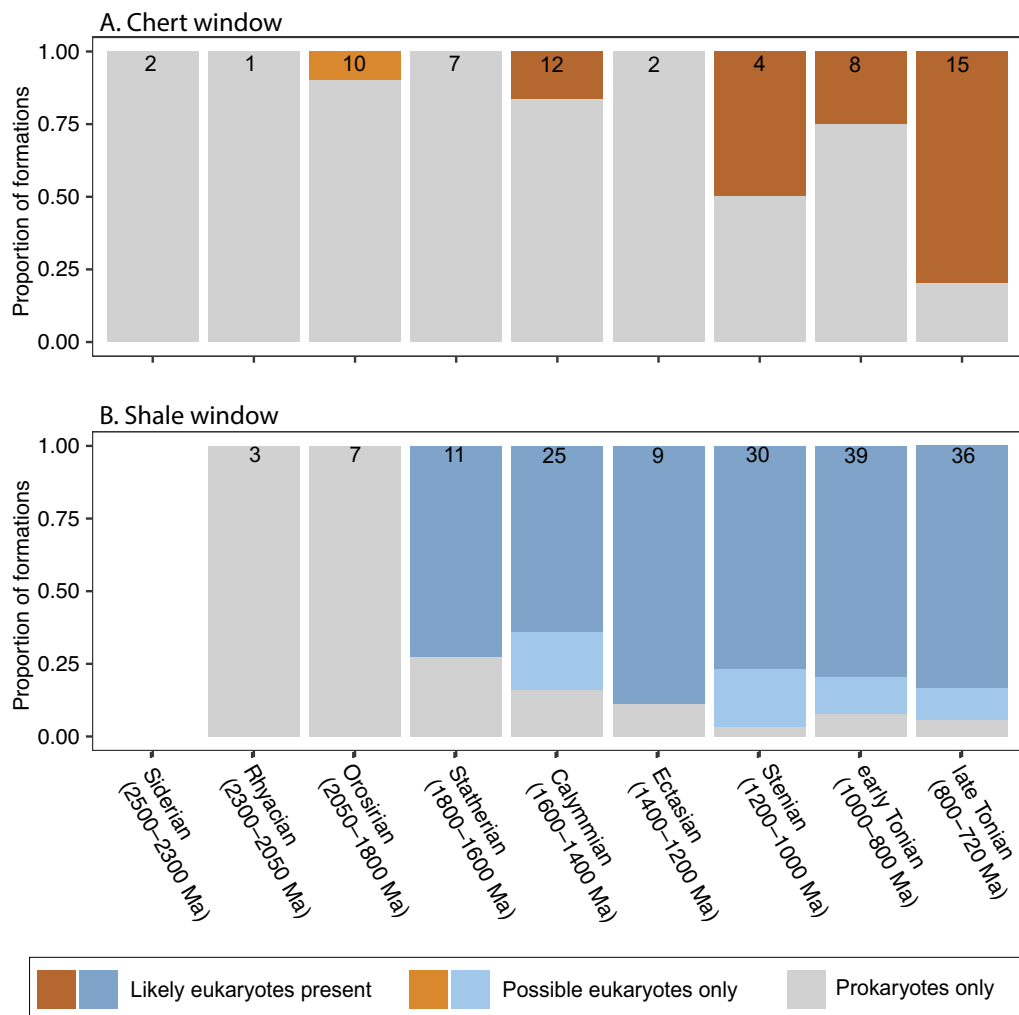 A. Chert window
Proportion of formations
1.00
0.75
0.50
0.25
0.00
2 1 10 7 12 2 4 8 15
B. Shale window
Proportion of formations
1.00
0.75
0.50
0.25
0.00
3 7 11 25 9 30 39 36
Siderian
(2500–2300 Ma)
Rhyacian
(2300–2050 Ma)
Orosirian
(2050–1800 Ma)
Statherian
(1800–1600 Ma)
Calymmian
(1600–1400 Ma)
Ectasian
(1400–1200 Ma)
Stenian
(1200–1000 Ma)
early Tonian
(1000–800 Ma)
late Tonian
(800–720 Ma)
Likely eukaryotes present
Possible eukaryotes only
Prokaryotes only